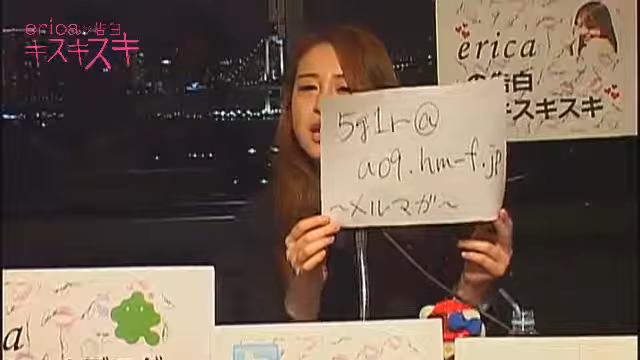 ericaの告白
キスキスキ
erica
の告白
キスキスキ
5g1r@
a09.hm-f.jp
～メルマガ～
a